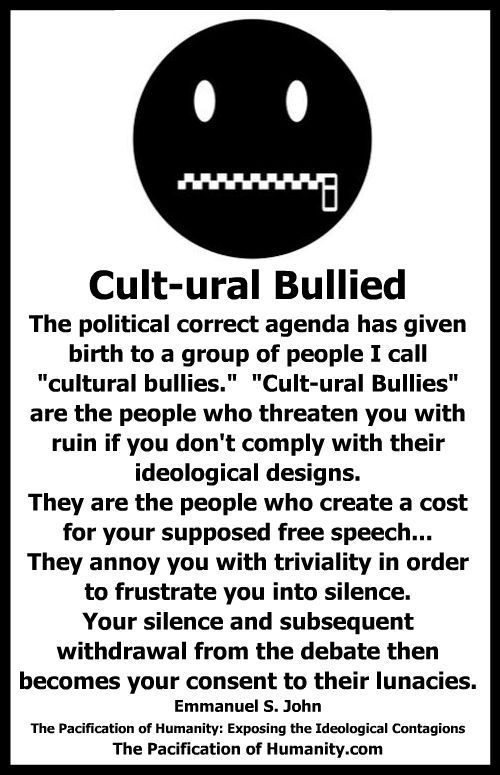 Cult-ural Bullied
The political correct agenda has given
birth to a group of people I call
"cultural bullies."  "Cult-ural Bullies"
are the people who threaten you with
ruin if you don't comply with their
ideological designs.
They are the people who create a cost
for your supposed free speech...
They annoy you with triviality in order
to frustrate you into silence.
Your silence and subsequent
withdrawal from the debate then
becomes your consent to their lunacies.
Emmanuel S. John
The Pacification of Humanity: Exposing the Ideological Contagions
The Pacification of Humanity.com